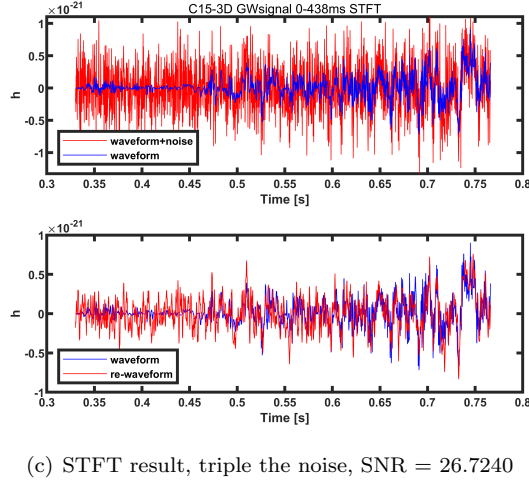 C15-3D GWsignal 0-438ms STFT
×10⁻²¹
1
0.5
0
-0.5
-1
h
waveform+noise
waveform
0.3 0.35 0.4 0.45 0.5 0.55 0.6 0.65 0.7 0.75 0.8
Time [s]
×10⁻²¹
1
0.5
0
-0.5
-1
h
waveform
re-waveform
0.3 0.35 0.4 0.45 0.5 0.55 0.6 0.65 0.7 0.75 0.8
Time [s]
(c) STFT result, triple the noise, SNR = 26.7240